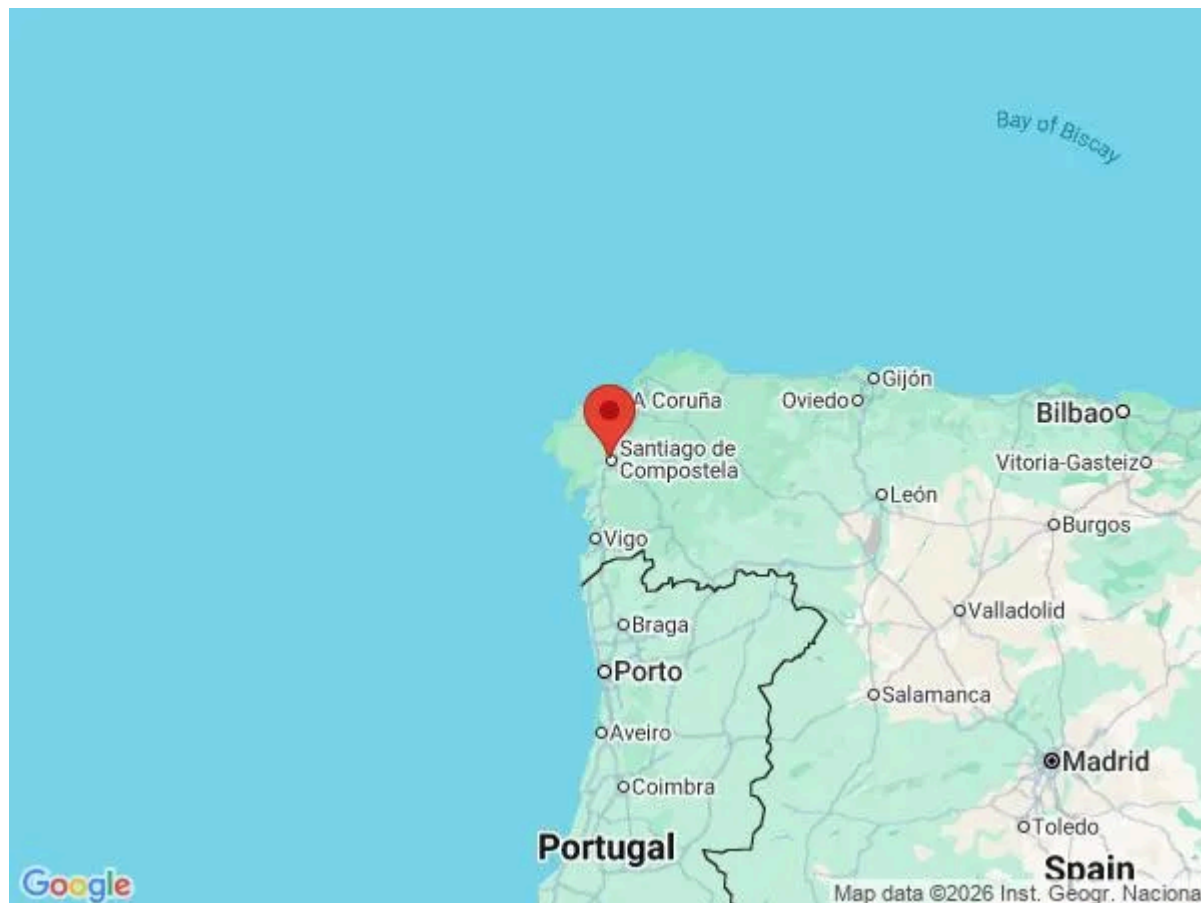 Bay of Biscay
A Coruña
Oviedo
Gijón
Bilbao
Santiago de
Compostela
Vitoria-Gasteiz
León
Burgos
Vigo
Valladolid
Braga
Porto
Salamanca
Aveiro
Madrid
Coimbra
Toledo
Portugal
Spain
Google
Map data ©2026 Inst. Geogr. Naciona